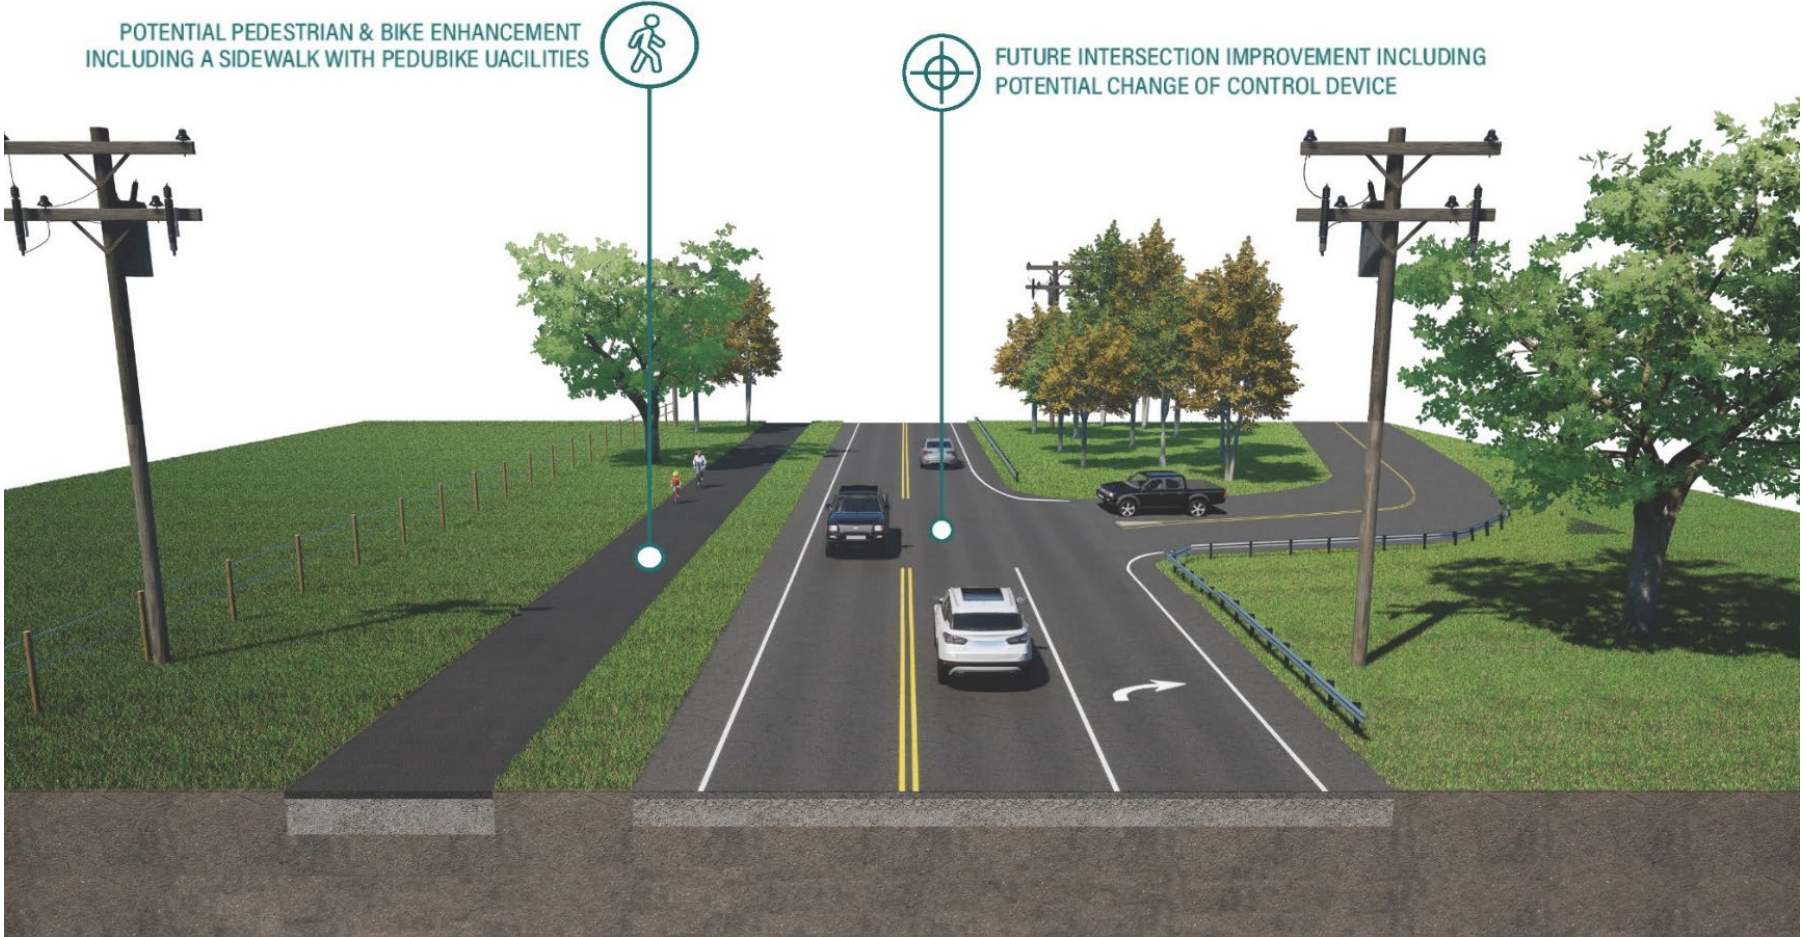 POTENTIAL PEDESTRIAN & BIKE ENHANCEMENT
INCLUDING A SIDEWALK WITH PEDUBIKE UACILITIES
FUTURE INTERSECTION IMPROVEMENT INCLUDING
POTENTIAL CHANGE OF CONTROL DEVICE